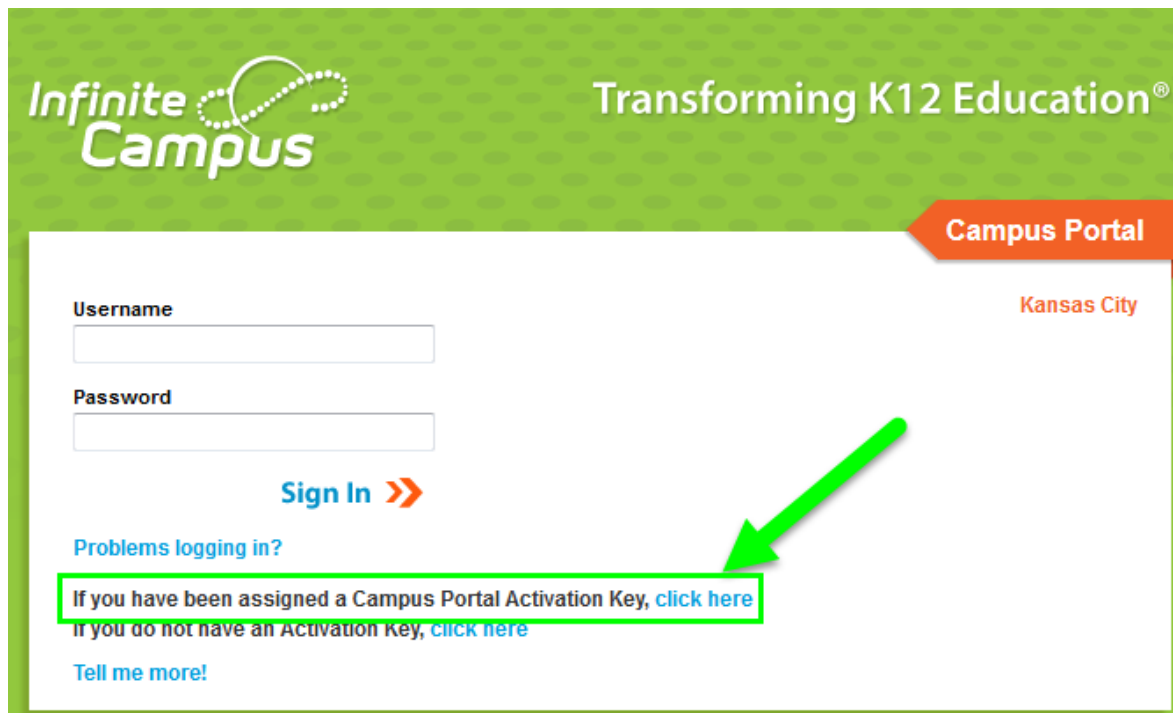 Infinite
Campus
Transforming K12 Education®
Campus Portal
Kansas City
Username
Password
Sign In
Problems logging in?
If you have been assigned a Campus Portal Activation Key, click here
If you do not have an Activation Key, click here
Tell me more!